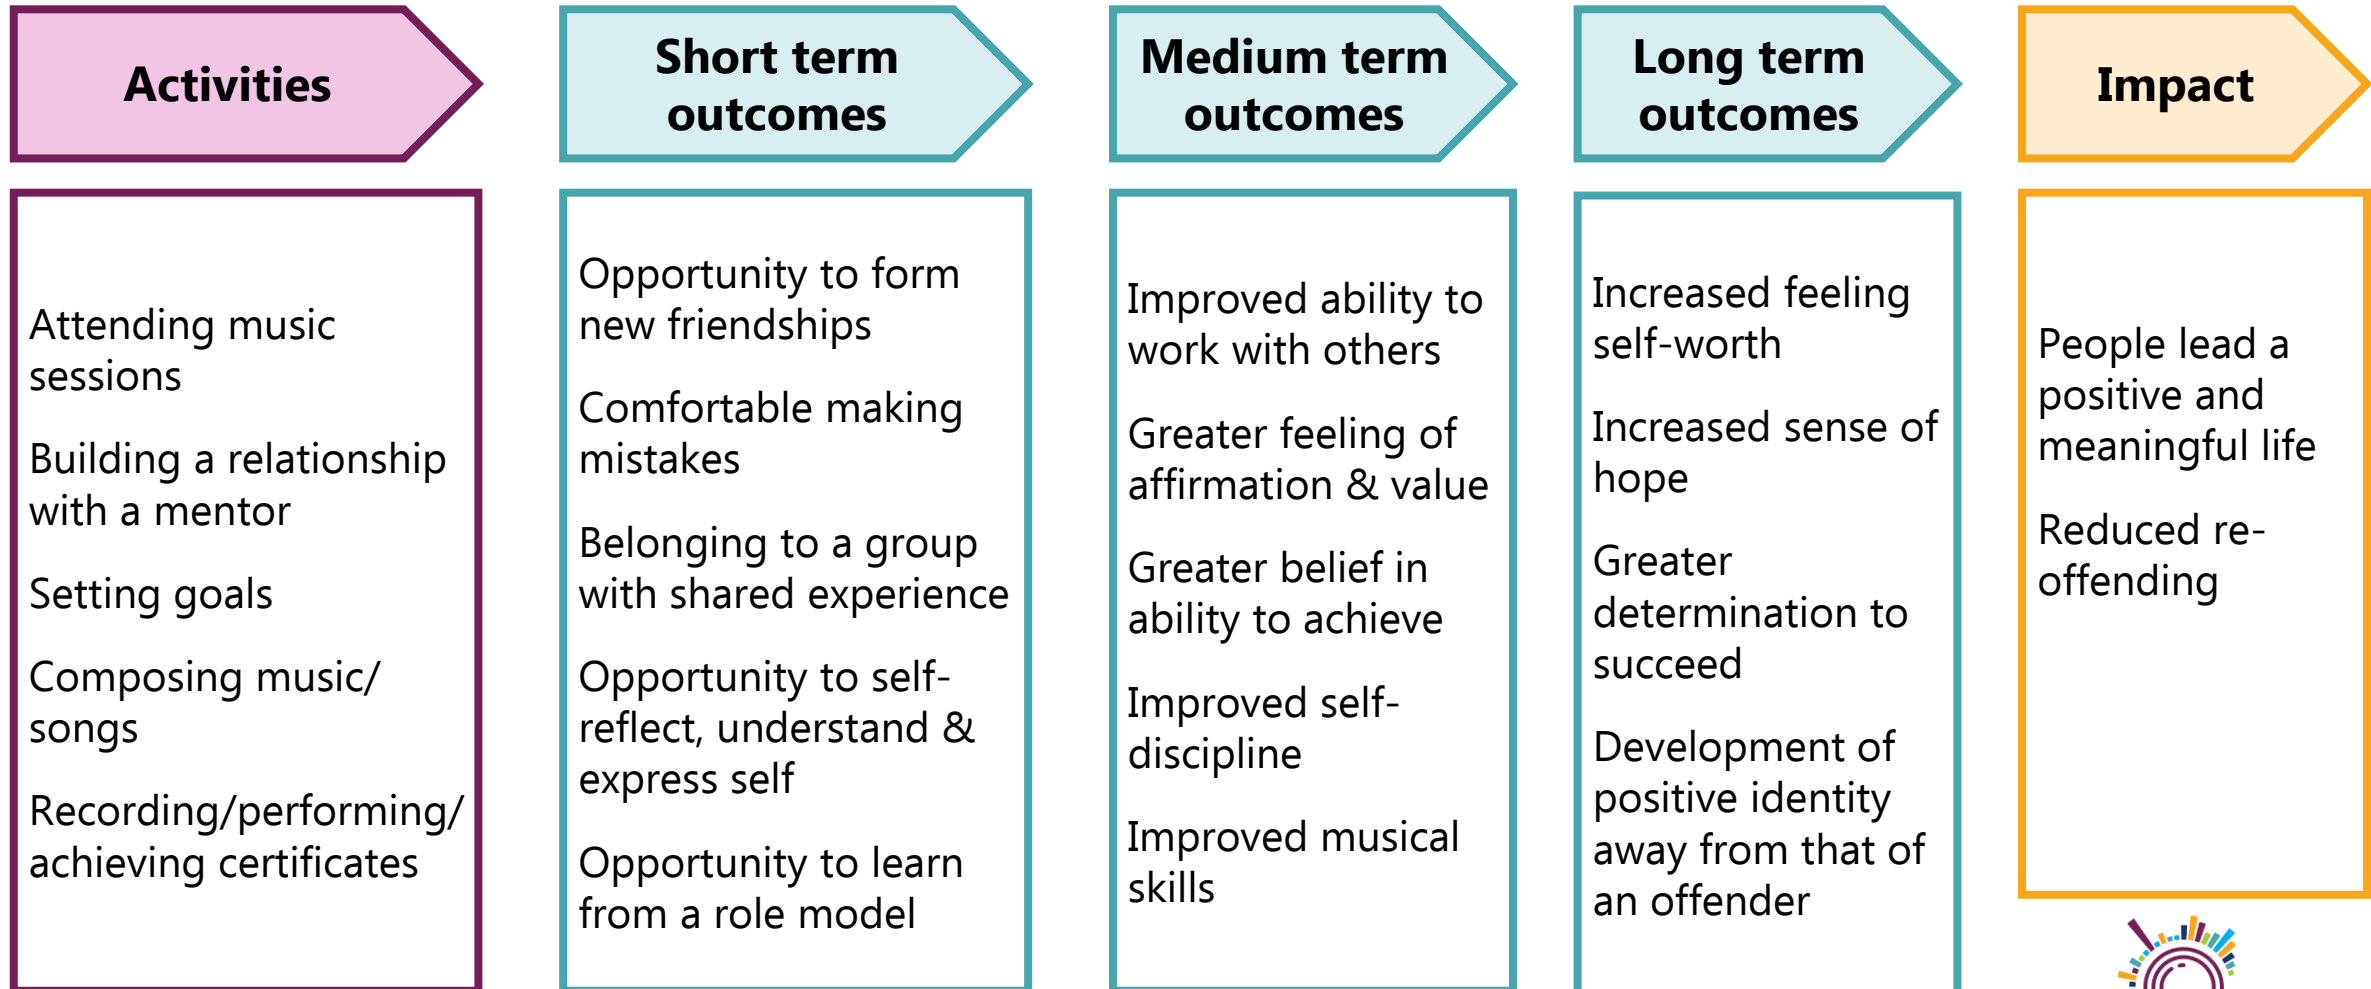 Activities
Short term
outcomes
Medium term
outcomes
Long term
outcomes
Impact
Attending music
sessions
Building a relationship
with a mentor
Setting goals
Composing music/
songs
Recording/performing/
achieving certificates
Opportunity to form
new friendships
Comfortable making
mistakes
Belonging to a group
with shared experience
Opportunity to self-
reflect, understand &
express self
Opportunity to learn
from a role model
Improved ability to
work with others
Greater feeling of
affirmation & value
Greater belief in
ability to achieve
Improved self-
discipline
Improved musical
skills
Increased feeling
self-worth
Increased sense of
hope
Greater
determination to
succeed
Development of
positive identity
away from that of
an offender
People lead a
positive and
meaningful life
Reduced re-
offending